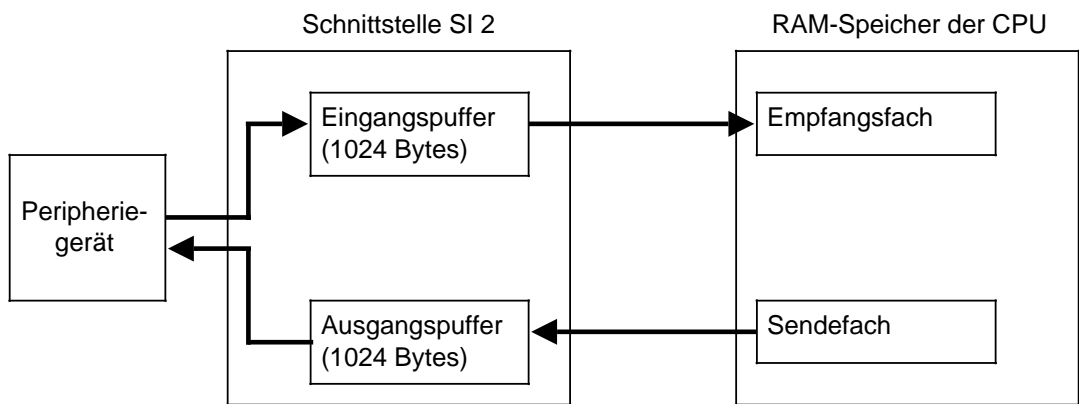 Schnittstelle SI 2
RAM-Speicher der CPU
Eingangspuffer
(1024 Bytes)
Empfangsfach
Peripherie-
gerät
Ausgangspuffer
(1024 Bytes)
Sendefach